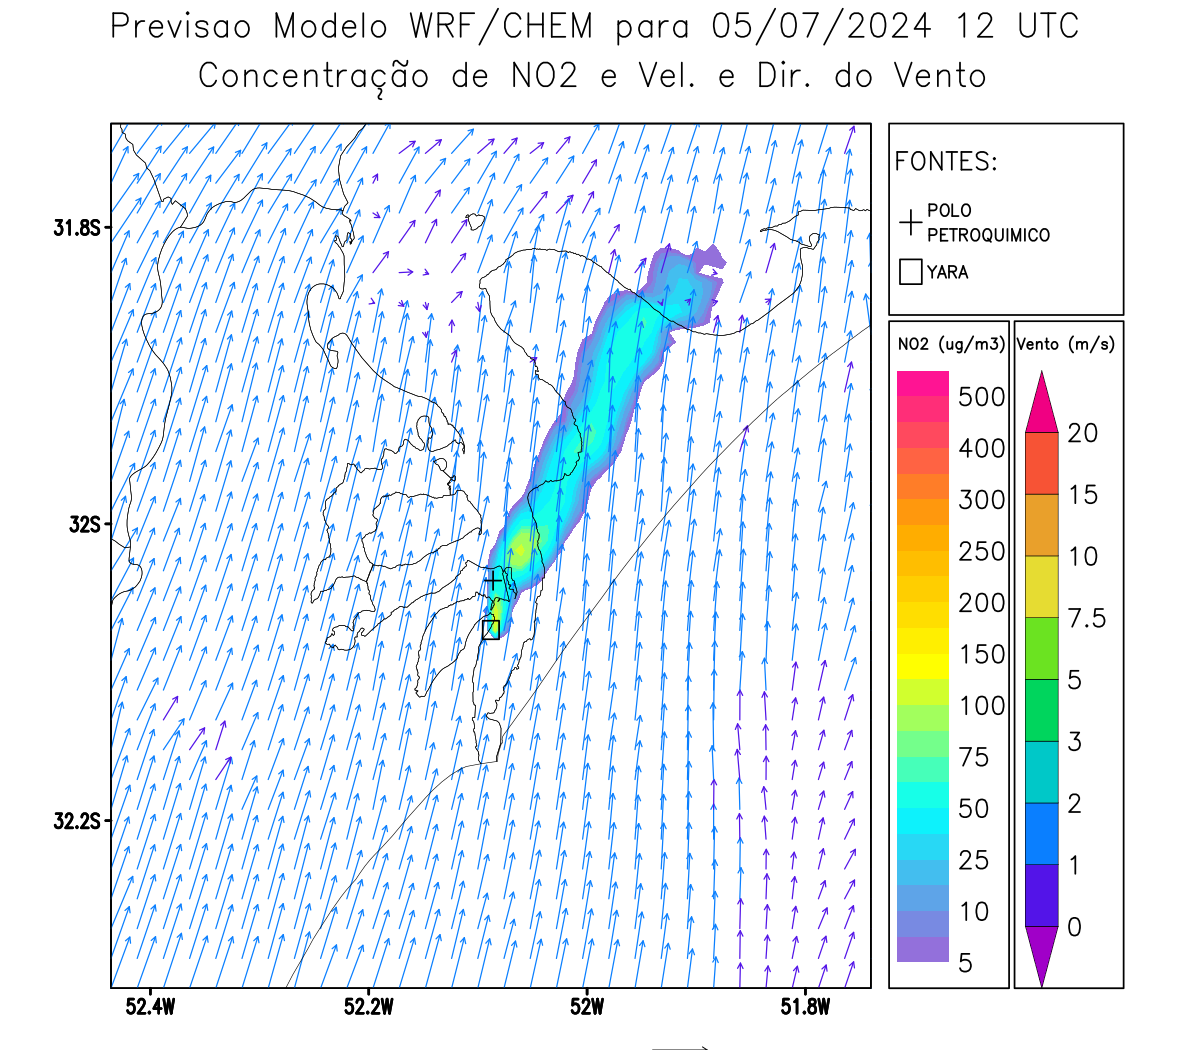 Previsao Modelo WRF/CHEM para 05/07/2024 12 UTC
Concentração de NO2 e Vel. e Dir. do Vento
FONTES:
POLO
PETROQUIMICO
YARA
NO2 (ug/m3)
500
400
300
250
200
150
100
75
50
25
10
5
Vento (m/s)
20
15
10
7.5
5
3
2
1
0
31.8S
32S
32.2S
52.4W
52.2W
52W
51.8W